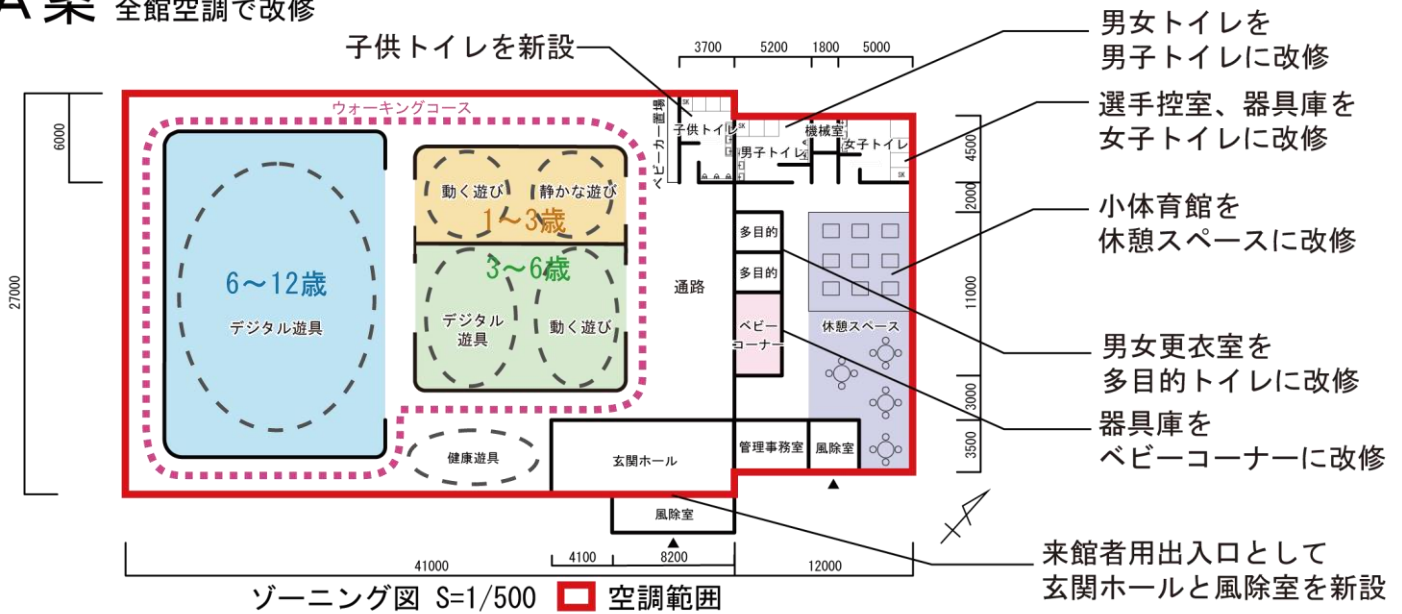 A案 全館空調で改修
子供トイレを新設
3700
5200
1800
5000
男女トイレを
男子トイレに改修
選手控室、器具庫を
女子トイレに改修
小体育館を
休憩スペースに改修
男女更衣室を
多目的トイレに改修
器具庫を
ベビーコーナーに改修
来館者用出入口として
玄関ホールと風除室を新設
27000
6000
ウォーキングコース
ベビーカー置場
子供トイレ
男子トイレ
機械室
女子トイレ
SK
SK
SK
4500
2000
11000
3000
3500
動く遊び
静かな遊び
1～3歳
3～6歳
デジタル
遊具
動く遊び
6～12歳
デジタル遊具
通路
多目的
多目的
ベビー
コーナー
休憩スペース
健康遊具
玄関ホール
管理事務室
風除室
風除室
41000
4100
8200
12000
ゾーニング図 S=1/500
空調範囲